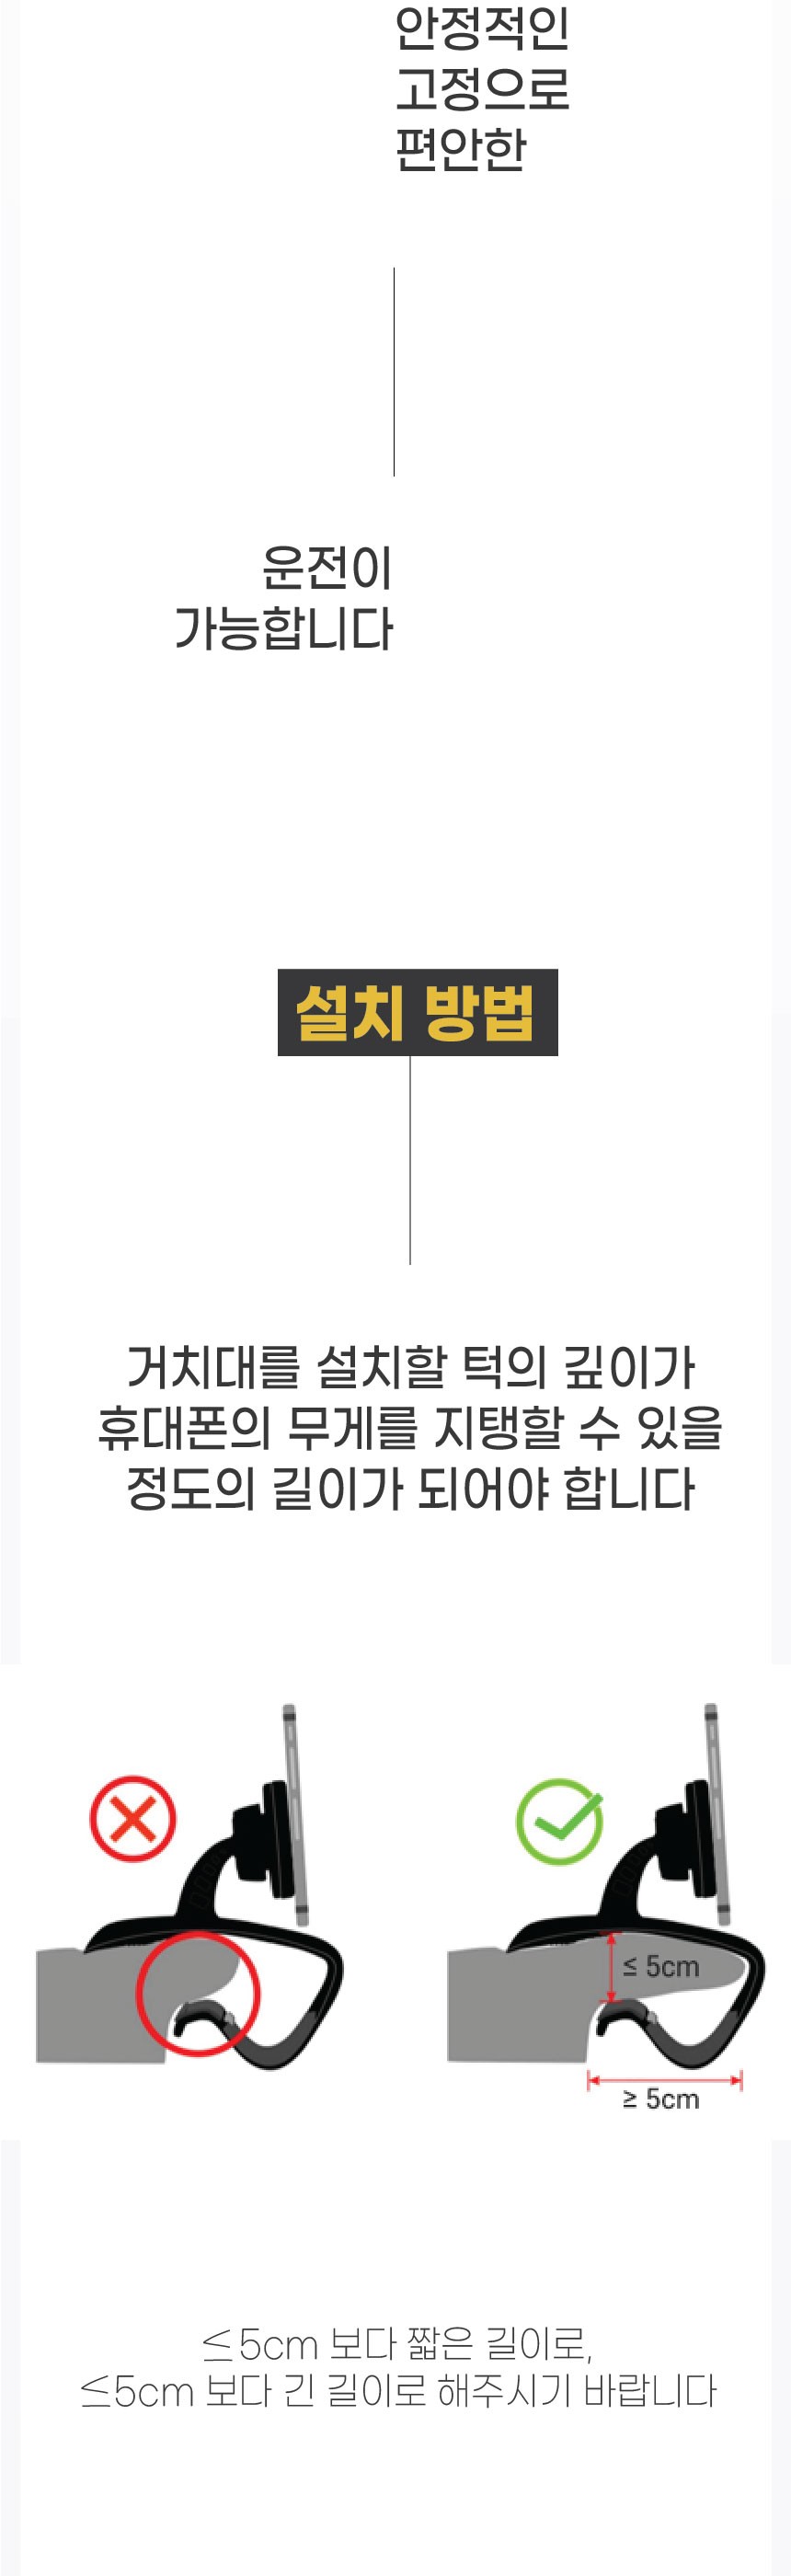 안정적인
고정으로
편안한
운전이
가능합니다
설치 방법
거치대를 설치할 턱의 깊이가
휴대폰의 무게를 지탱할 수 있을
정도의 길이가 되어야 합니다
≤ 5cm
≥ 5cm
≤5cm 보다 짧은 길이로,
≤5cm 보다 긴 길이로 해주시기 바랍니다